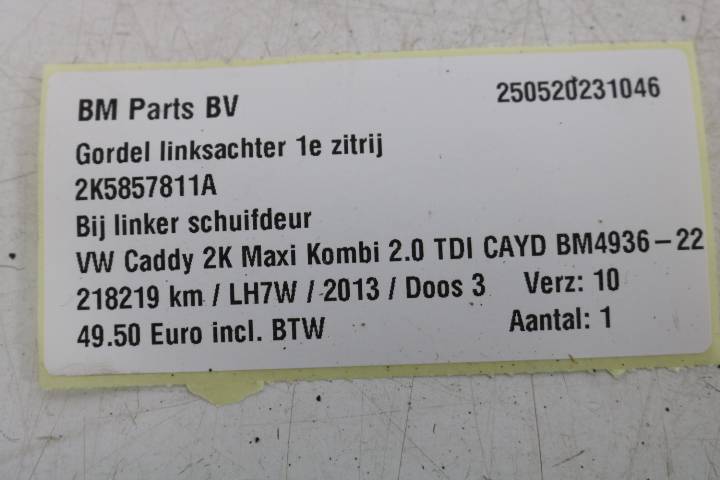 BM Parts BV 250520231046
Gordel linksachter 1e zitrij
2K5857811A
Bij linker schuifdeur
VW Caddy 2K Maxi Kombi 2.0 TDI CAYD BM4936-22
218219 km / LH7W / 2013 / Doos 3 Verz: 10
49.50 Euro incl. BTW Aantal: 1